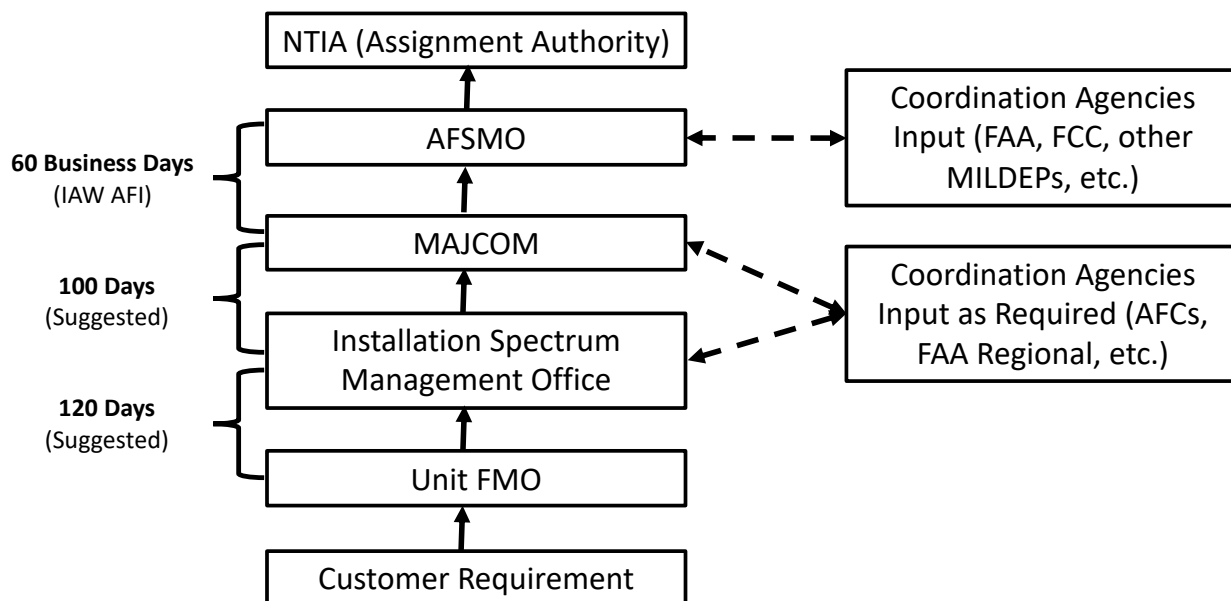 NTIA (Assignment Authority)
AFSMO
Coordination Agencies
Input (FAA, FCC, other
MILDEPs, etc.)
60 Business Days
(IAW AFI)
MAJCOM
100 Days
(Suggested)
Coordination Agencies
Input as Required (AFCs,
FAA Regional, etc.)
Installation Spectrum
Management Office
120 Days
(Suggested)
Unit FMO
Customer Requirement